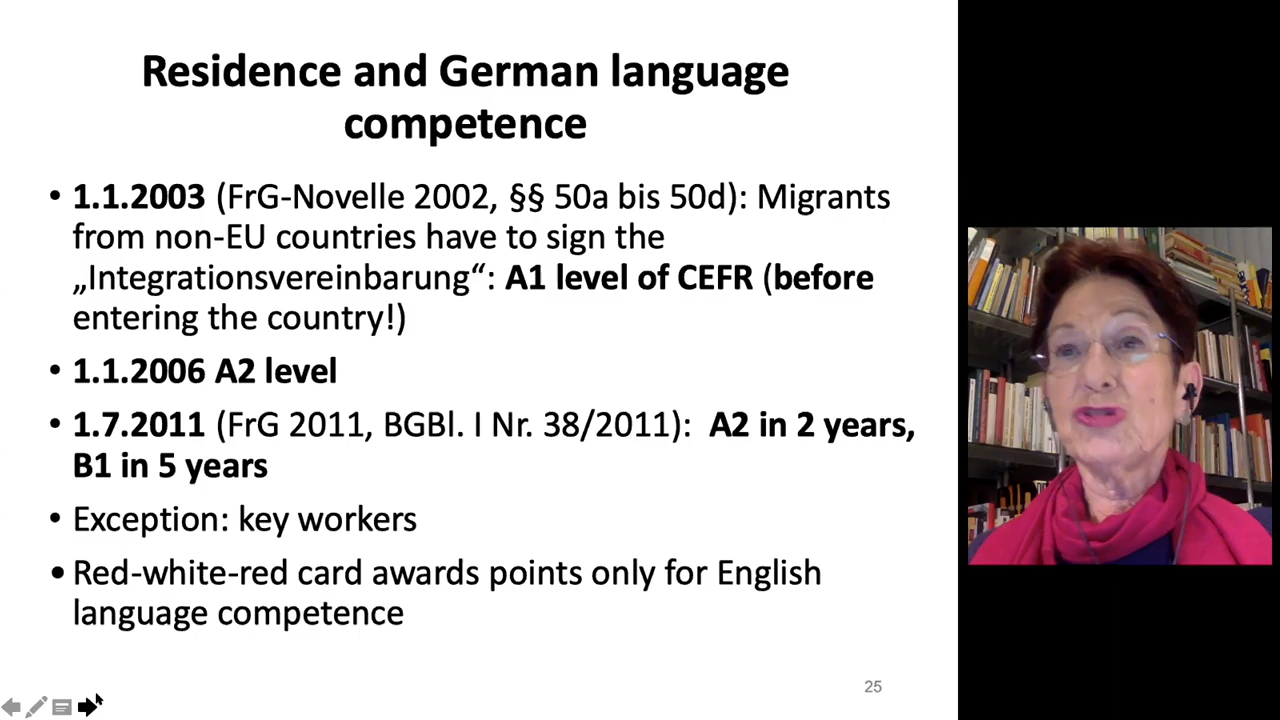 Residence and German language
competence
• 1.1.2003 (FrG-Novelle 2002, §§ 50a bis 50d): Migrants
from non-EU countries have to sign the
„Integrationsvereinbarung“: A1 level of CEFR (before
entering the country!)
• 1.1.2006 A2 level
• 1.7.2011 (FrG 2011, BGBl. I Nr. 38/2011): A2 in 2 years,
B1 in 5 years
• Exception: key workers
• Red-white-red card awards points only for English
language competence
25